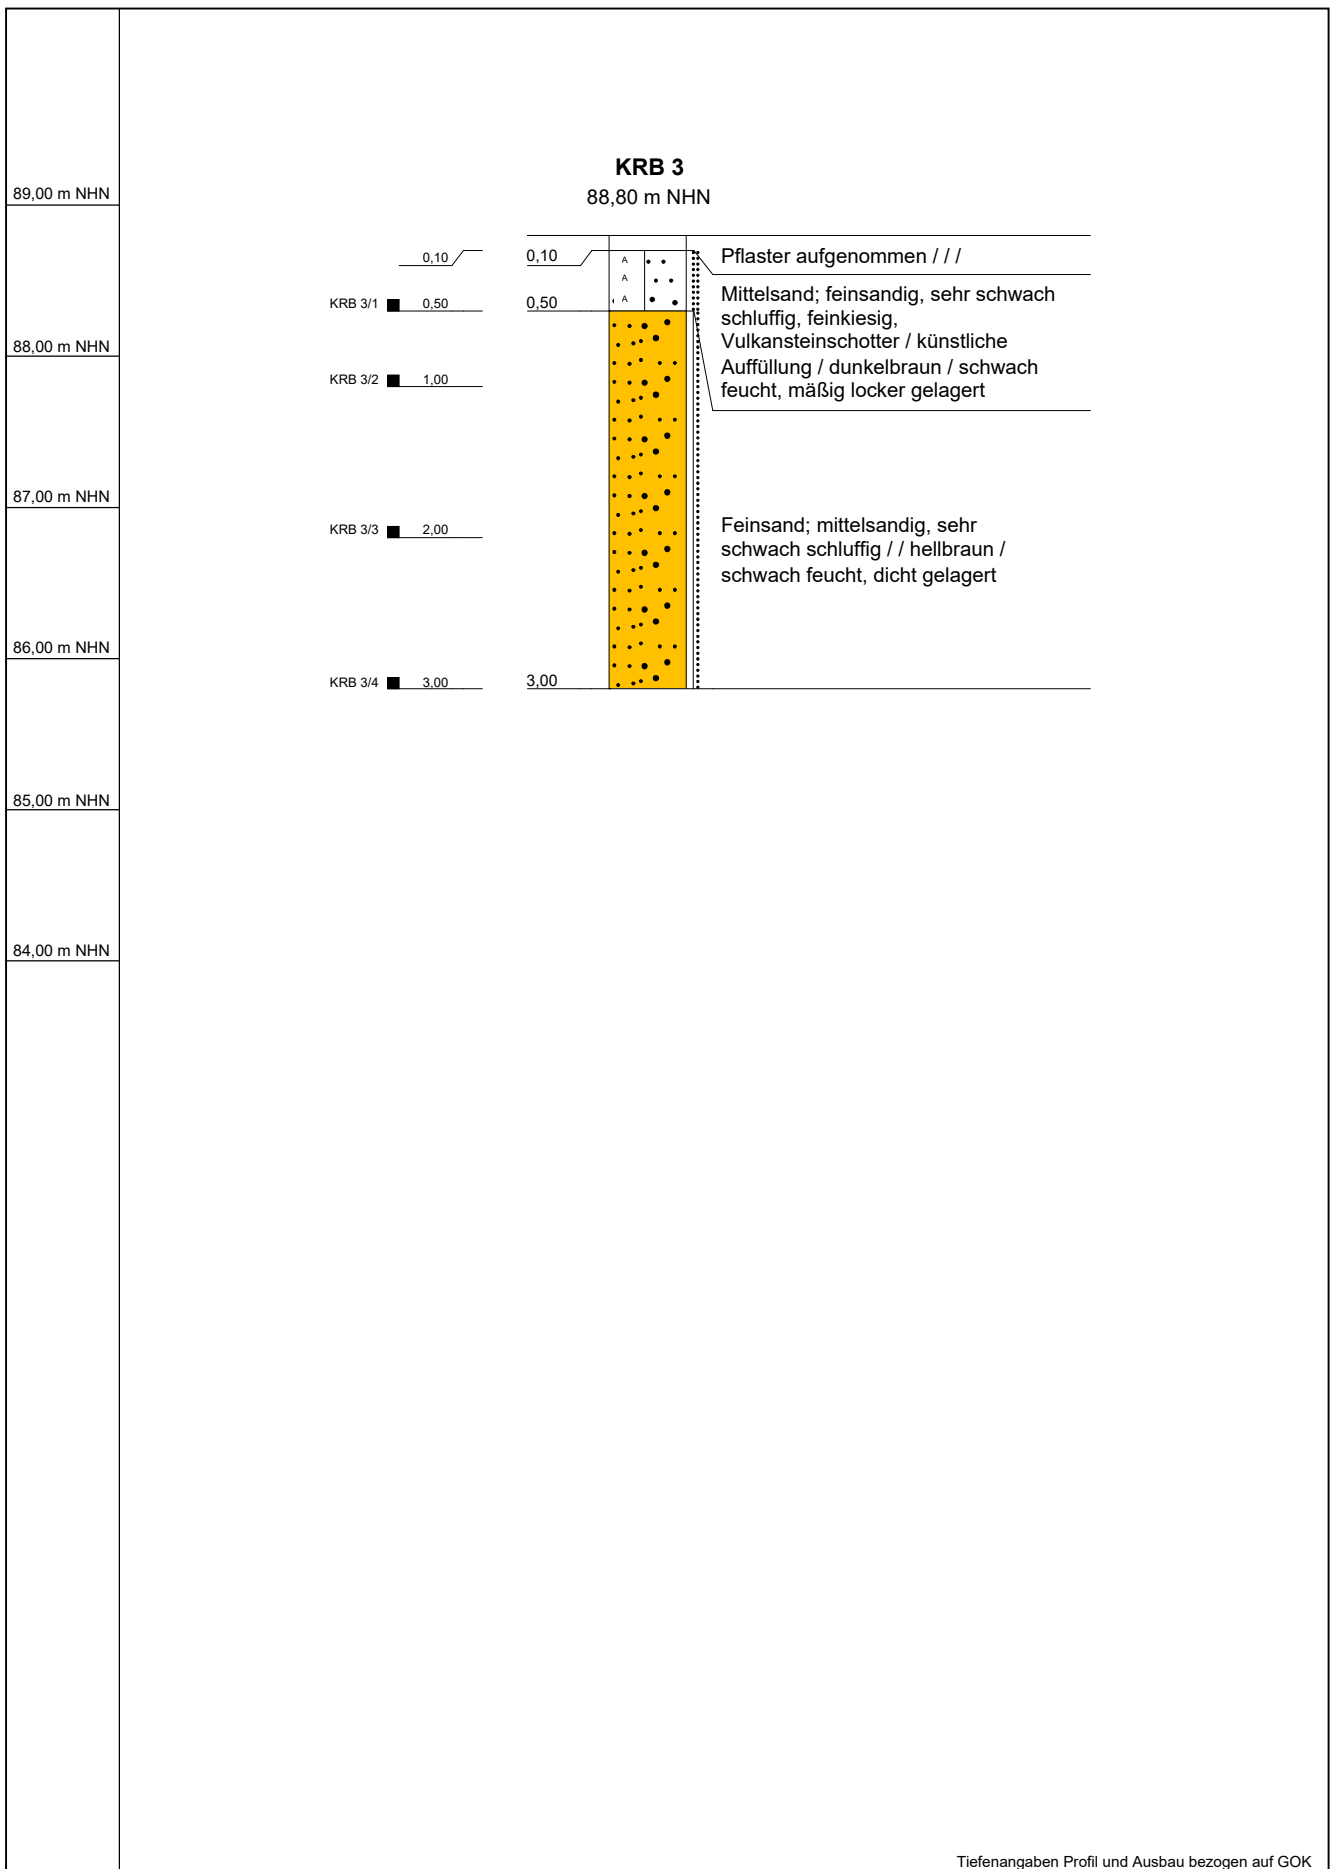 KRB 3
88,80 m NHN
89,00 m NHN
88,00 m NHN
87,00 m NHN
86,00 m NHN
85,00 m NHN
84,00 m NHN
0,10
KRB 3/1 0,50
KRB 3/2 1,00
KRB 3/3 2,00
KRB 3/4 3,00
0,10
0,50
3,00
A
A
A
Pflaster aufgenommen / / /
Mittelsand; feinsandig, sehr schwach
schluffig, feinkiesig,
Vulkansteinschotter / künstliche
Auffüllung / dunkelbraun / schwach
feucht, mäßig locker gelagert
Feinsand; mittelsandig, sehr
schwach schluffig / / hellbraun /
schwach feucht, dicht gelagert
Tiefenangaben Profil und Ausbau bezogen auf GOK